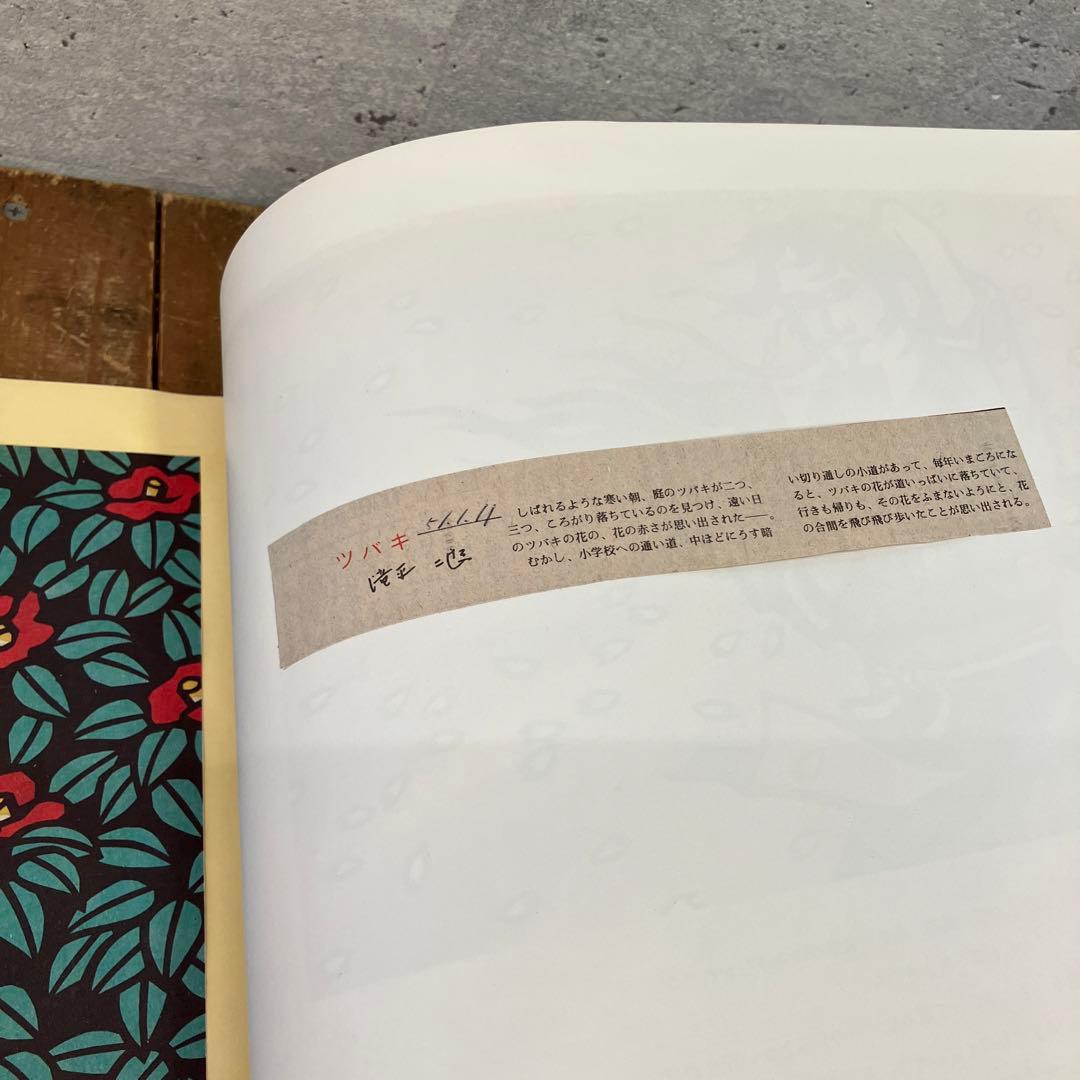 ツバキ
滝平 二郎
しばれるような寒い朝、庭のツバキが二つ、
三つ、ころがり落ちているのを見つけ、遠い日
のツバキの花の、花の赤さが思い出された――。
むかし、小学校への通い道、中ほどにうす暗
い切り通しの小道があって、毎年いまごろにな
ると、ツバキの花が道いっぱいに落ちていて、
行きも帰りも、その花をふまないようにと、花
の合間を飛び飛び歩いたことが思い出される。